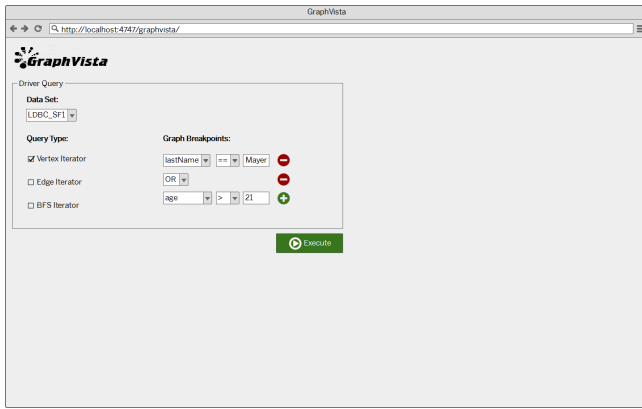 GraphVista
http://localhost:4747/graphvista/
GraphVista
Driver Query
Data Set:
LDBC_SF1
Query Type:
Graph Breakpoints:
Vertex Iterator
lastName == Mayer
Edge Iterator
OR
BFS Iterator
age > 21
Execute